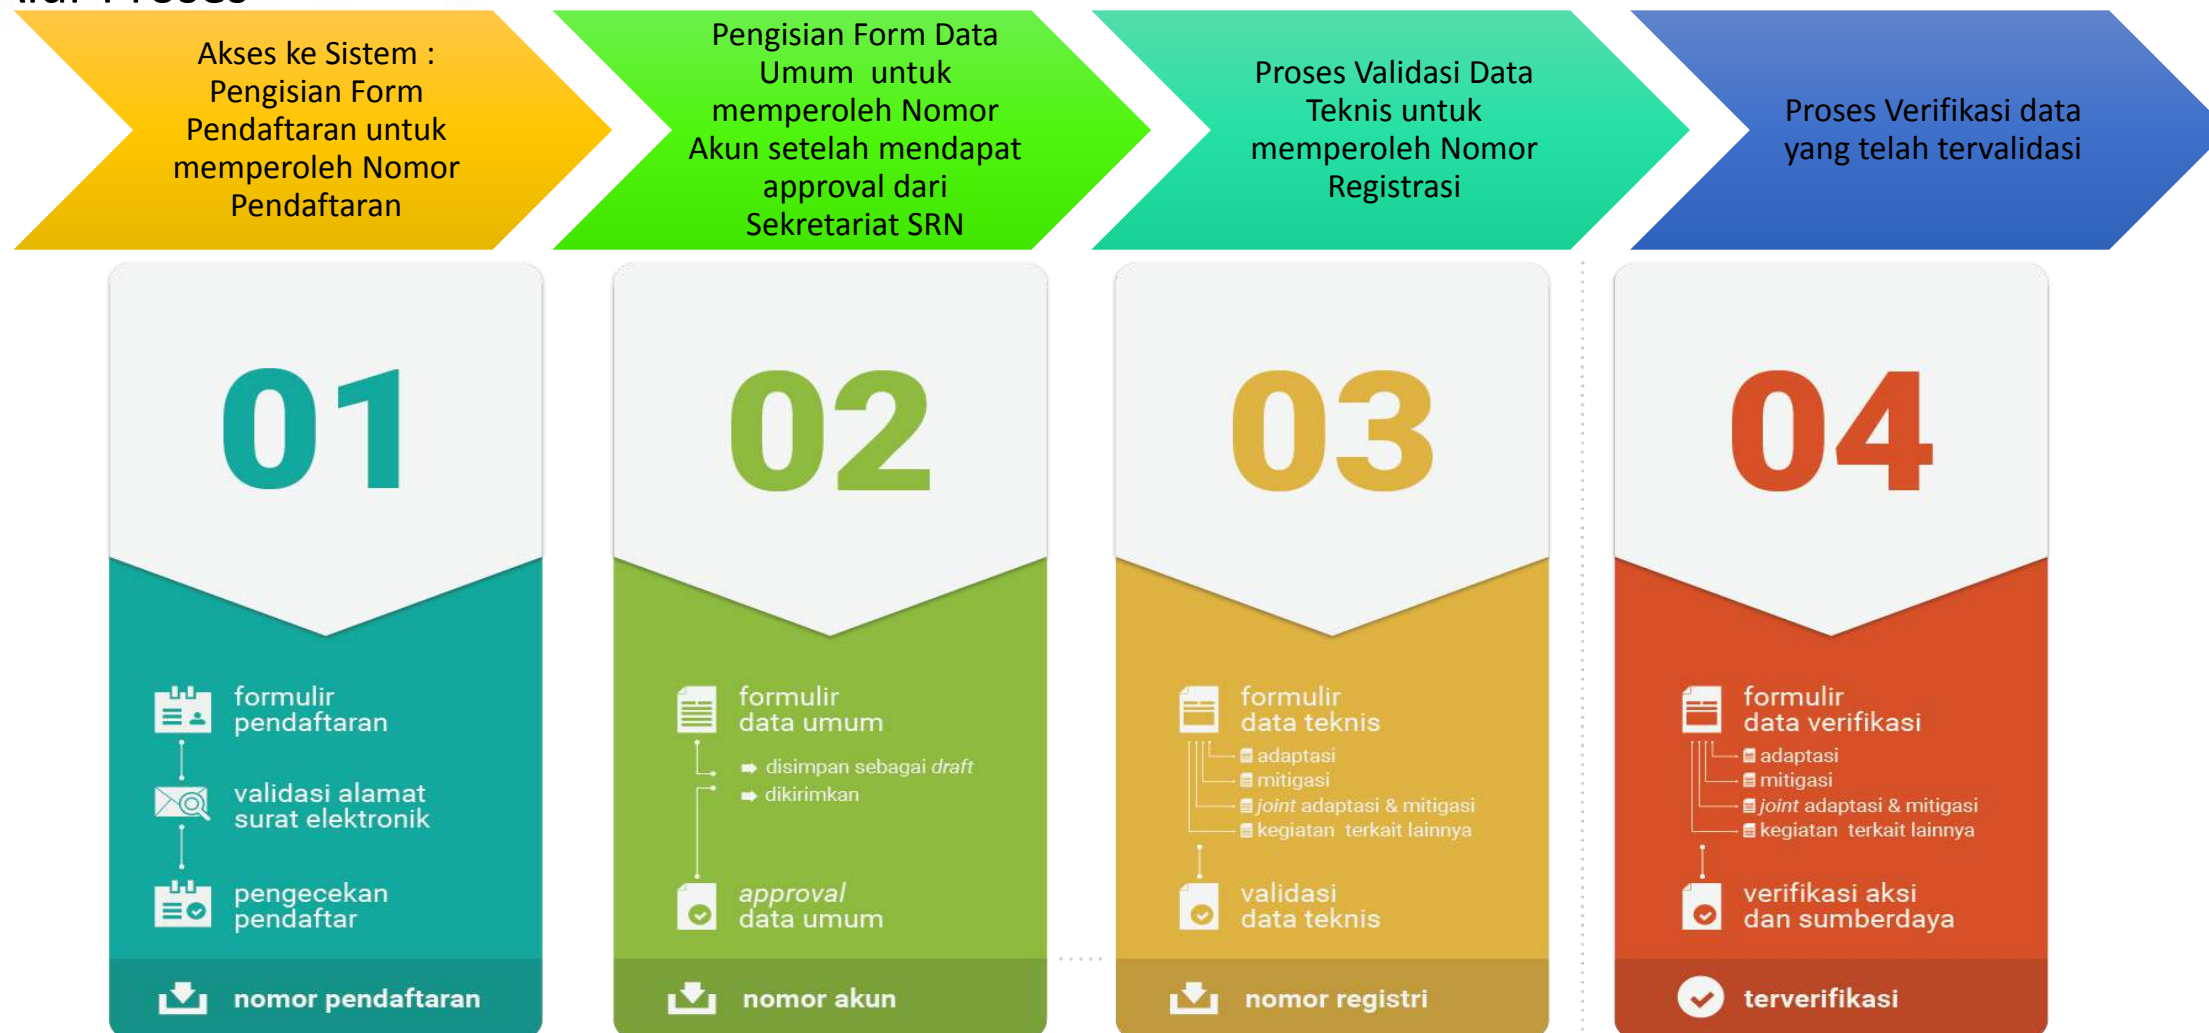 Alur Proses
Akses ke Sistem :
Pengisian Form
Pendaftaran untuk
memperoleh Nomor
Pendaftaran
Pengisian Form Data
Umum untuk
memperoleh Nomor
Akun setelah mendapat
approval dari
Sekretariat SRN
Proses Validasi Data
Teknis untuk
memperoleh Nomor
Registrasi
Proses Verifikasi data
yang telah tervalidasi
01
formulir
pendaftaran
validasi alamat
surat elektronik
pengecekan
pendaftar
nomor pendaftaran
02
formulir
data umum
disimpan sebagai draft
dikirimkan
approval
data umum
nomor akun
03
formulir
data teknis
adaptasi
mitigasi
joint adaptasi & mitigasi
kegiatan terkait lainnya
validasi
data teknis
nomor registri
04
formulir
data verifikasi
adaptasi
mitigasi
joint adaptasi & mitigasi
kegiatan terkait lainnya
verifikasi aksi
dan sumberdaya
terverifikasi